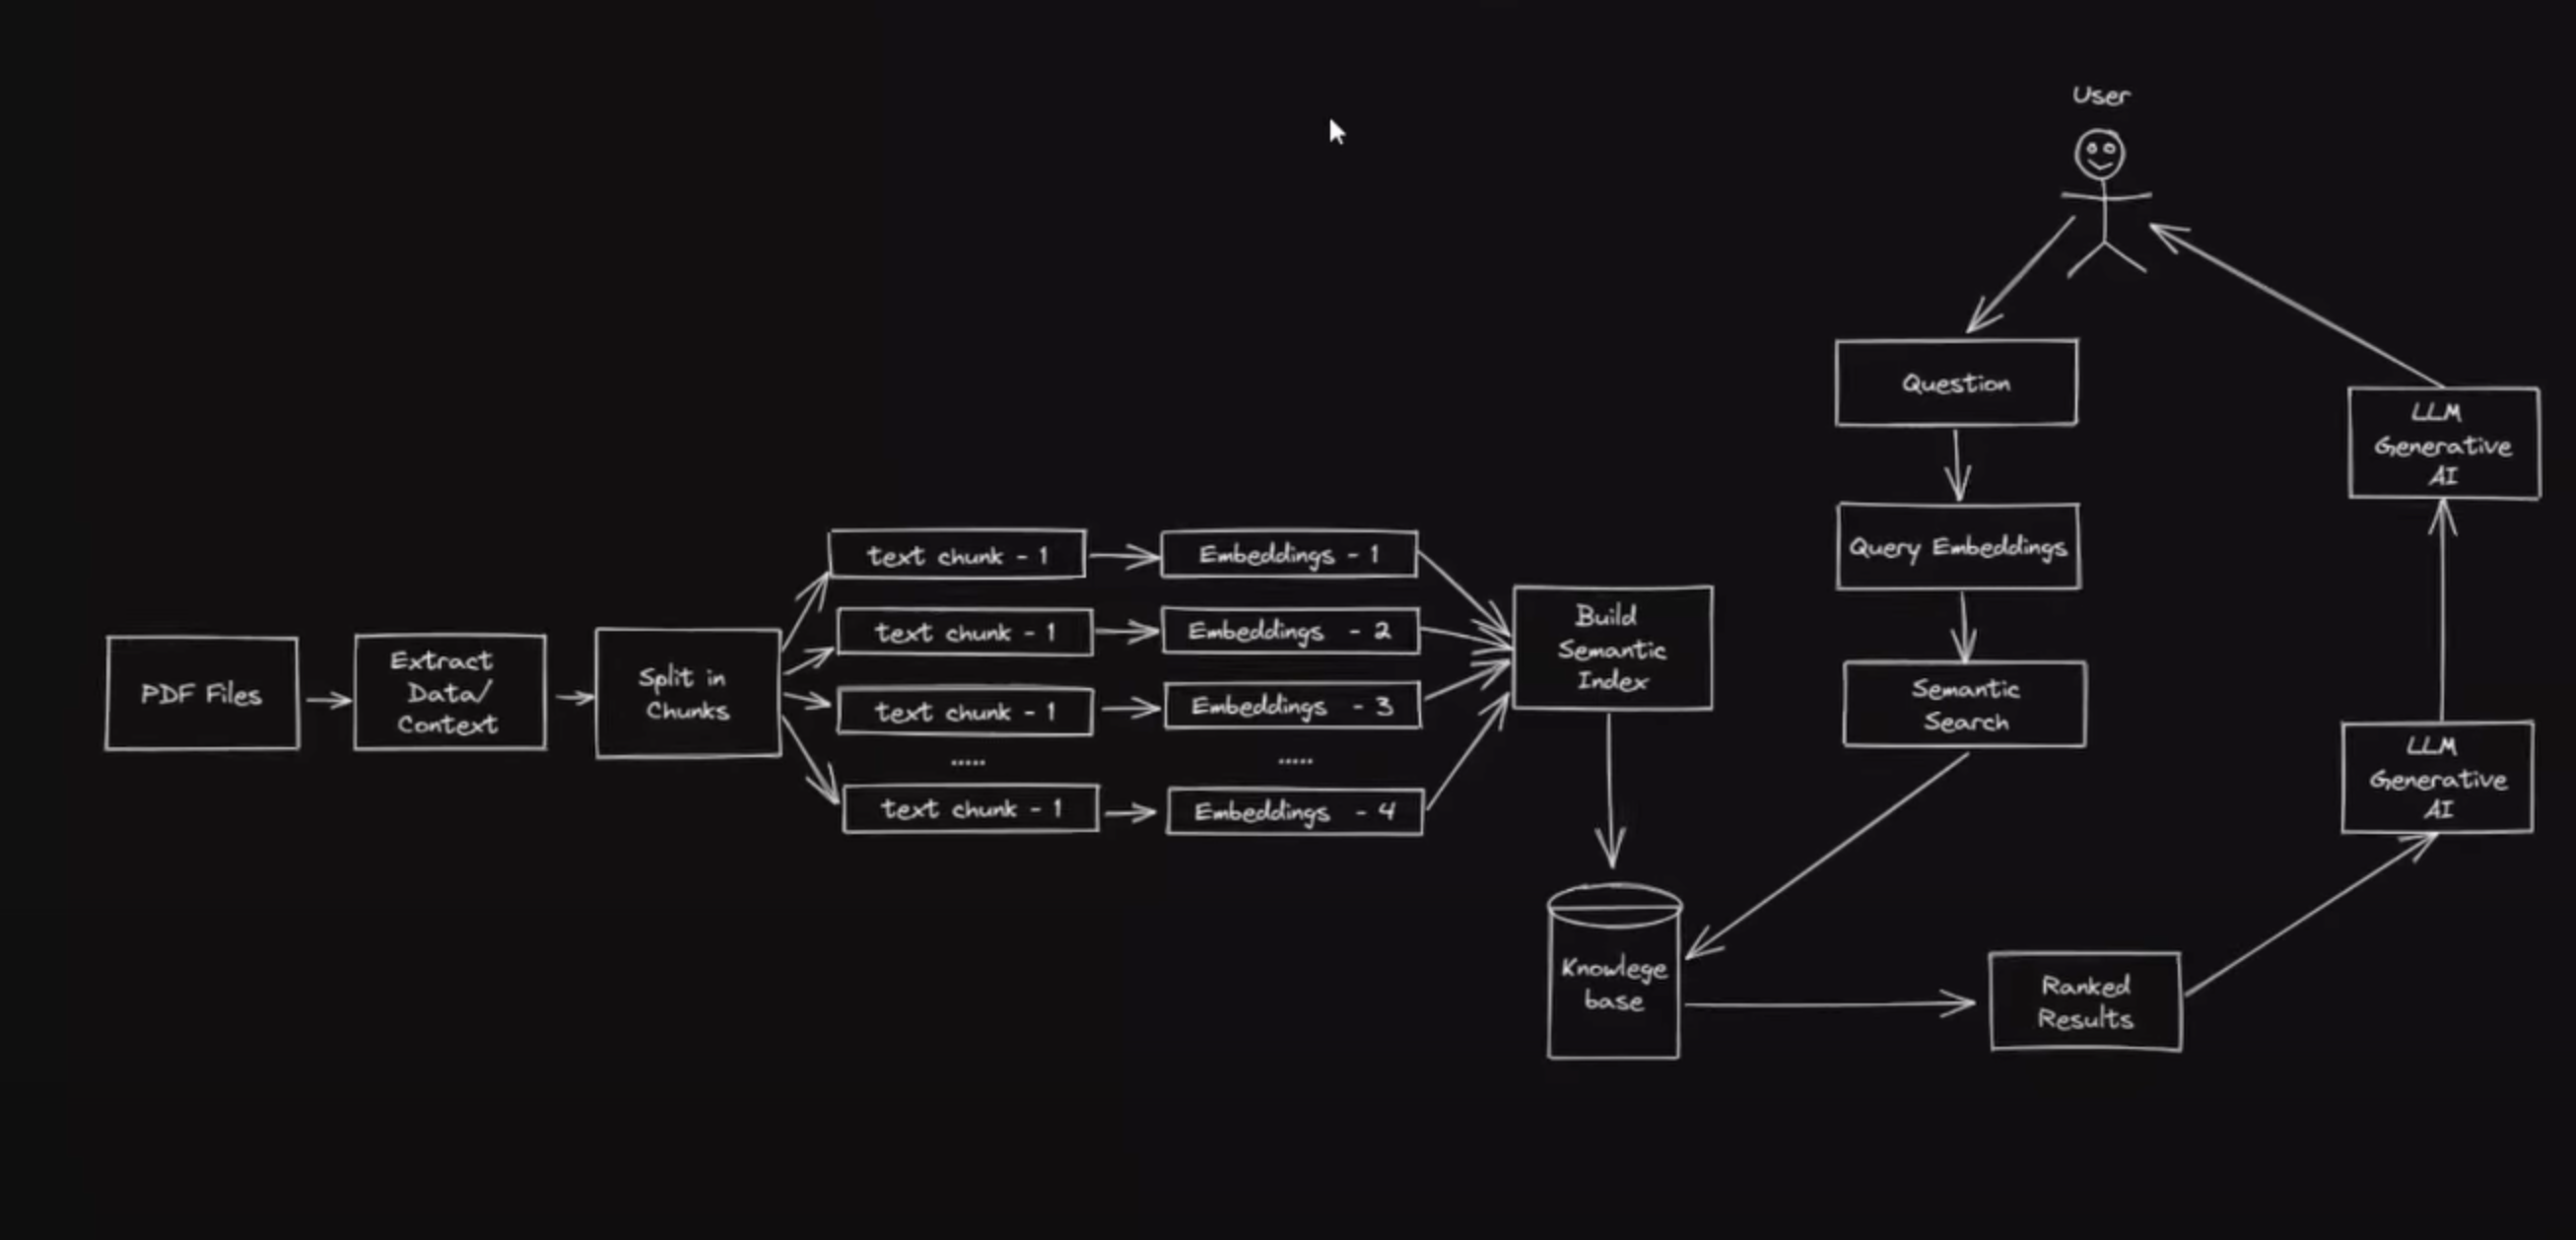 User
Question
Query Embeddings
Semantic
Search
LLM
Generative
AI
LLM
Generative
AI
PDF Files
Extract
Data/
Context
Split in
Chunks
text chunk - 1
Embeddings - 1
text chunk - 1
Embeddings - 2
text chunk - 1
Embeddings - 3
.....
.....
text chunk - 1
Embeddings - 4
Build
Semantic
Index
Knowlege
base
Ranked
Results